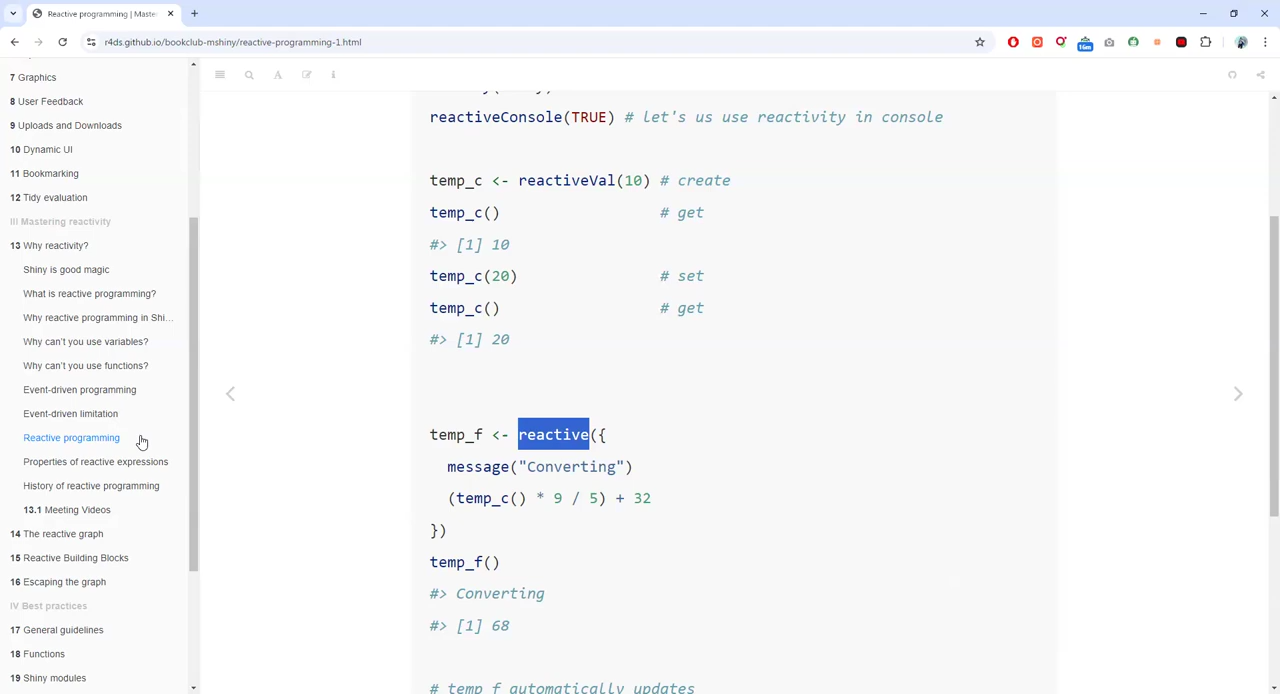 Reactive programming | Maste
r4ds.github.io/bookclub-mshiny/reactive-programming-1.html
16m
7 Graphics
8 User Feedback
9 Uploads and Downloads
10 Dynamic UI
11 Bookmarking
12 Tidy evaluation
III Mastering reactivity
13 Why reactivity?
Shiny is good magic
What is reactive programming?
Why reactive programming in Shi...
Why can't you use variables?
Why can't you use functions?
Event-driven programming
Event-driven limitation
Reactive programming
Properties of reactive expressions
History of reactive programming
13.1 Meeting Videos
14 The reactive graph
15 Reactive Building Blocks
16 Escaping the graph
IV Best practices
17 General guidelines
18 Functions
19 Shiny modules
reactiveConsole(TRUE) # let's us use reactivity in console
temp_c <- reactiveVal(10) # create
temp_c() # get
#> [1] 10
temp_c(20) # set
temp_c() # get
#> [1] 20
temp_f <- reactive({
message("Converting")
(temp_c() * 9 / 5) + 32
})
temp_f()
#> Converting
#> [1] 68
# temp_f automatically updates